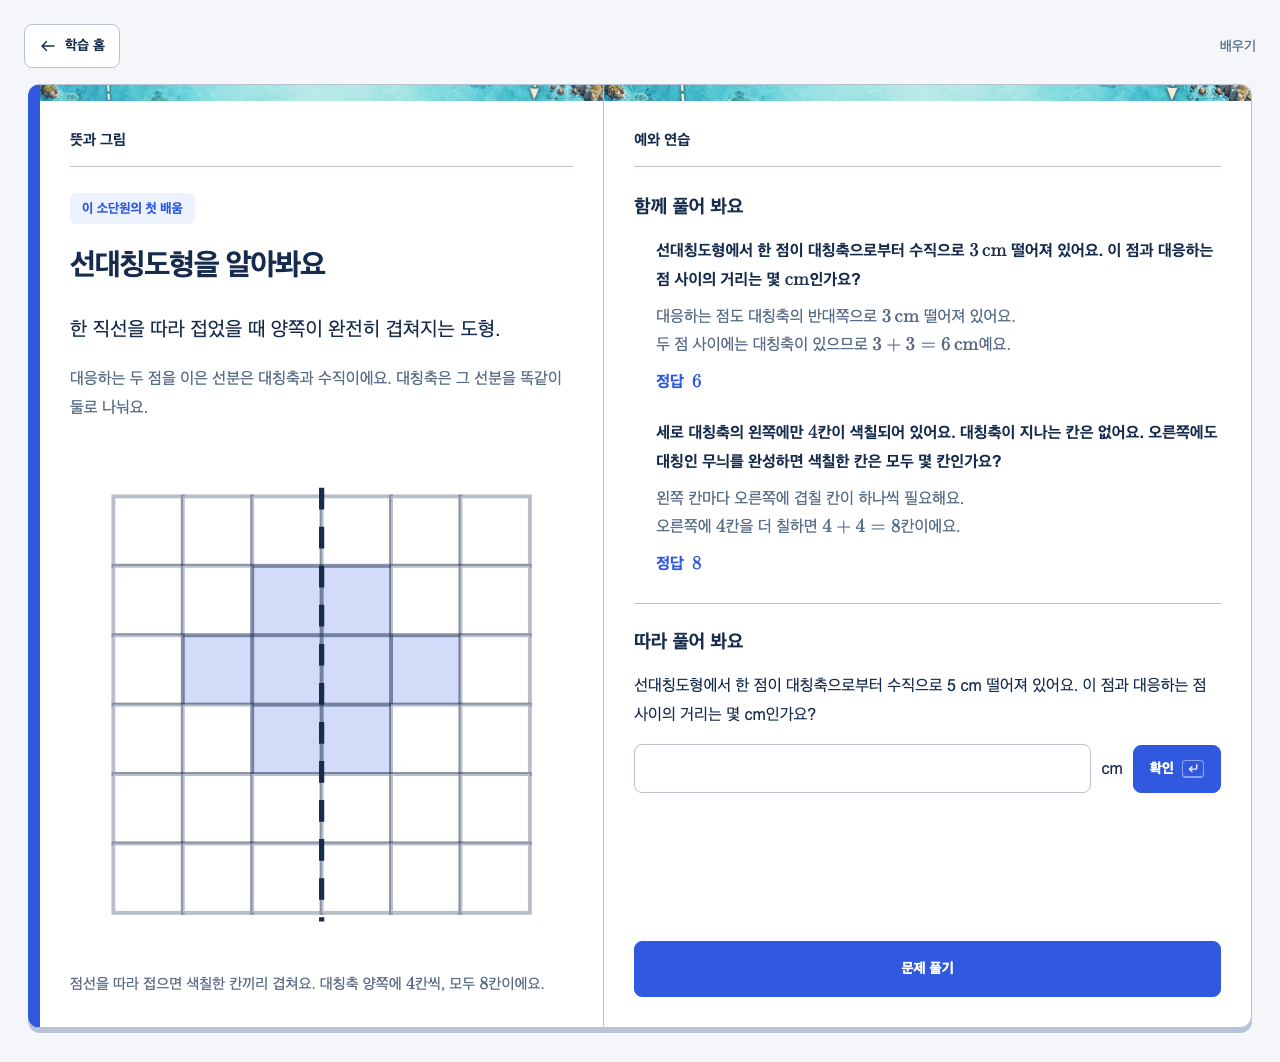 학습 홈
배우기
뜻과 그림
이 소단원의 첫 배움
선대칭도형을 알아봐요
한 직선을 따라 접었을 때 양쪽이 완전히 겹쳐지는 도형.
대응하는 두 점을 이은 선분은 대칭축과 수직이에요. 대칭축은 그 선분을 똑같이
둘로 나눠요.
점선을 따라 접으면 색칠한 칸끼리 겹쳐요. 대칭축 양쪽에 4칸씩, 모두 8칸이에요.
예와 연습
함께 풀어 봐요
선대칭도형에서 한 점이 대칭축으로부터 수직으로 3 cm 떨어져 있어요. 이 점과 대응하는
점 사이의 거리는 몇 cm인가요?
대응하는 점도 대칭축의 반대쪽으로 3 cm 떨어져 있어요.
두 점 사이에는 대칭축이 있으므로 3 + 3 = 6 cm예요.
정답 6
세로 대칭축의 왼쪽에만 4칸이 색칠되어 있어요. 대칭축이 지나는 칸은 없어요. 오른쪽에도
대칭인 무늬를 완성하면 색칠한 칸은 모두 몇 칸인가요?
왼쪽 칸마다 오른쪽에 겹칠 칸이 하나씩 필요해요.
오른쪽에 4칸을 더 칠하면 4 + 4 = 8칸이에요.
정답 8
따라 풀어 봐요
선대칭도형에서 한 점이 대칭축으로부터 수직으로 5 cm 떨어져 있어요. 이 점과 대응하는 점
사이의 거리는 몇 cm인가요?
cm
확인
문제 풀기